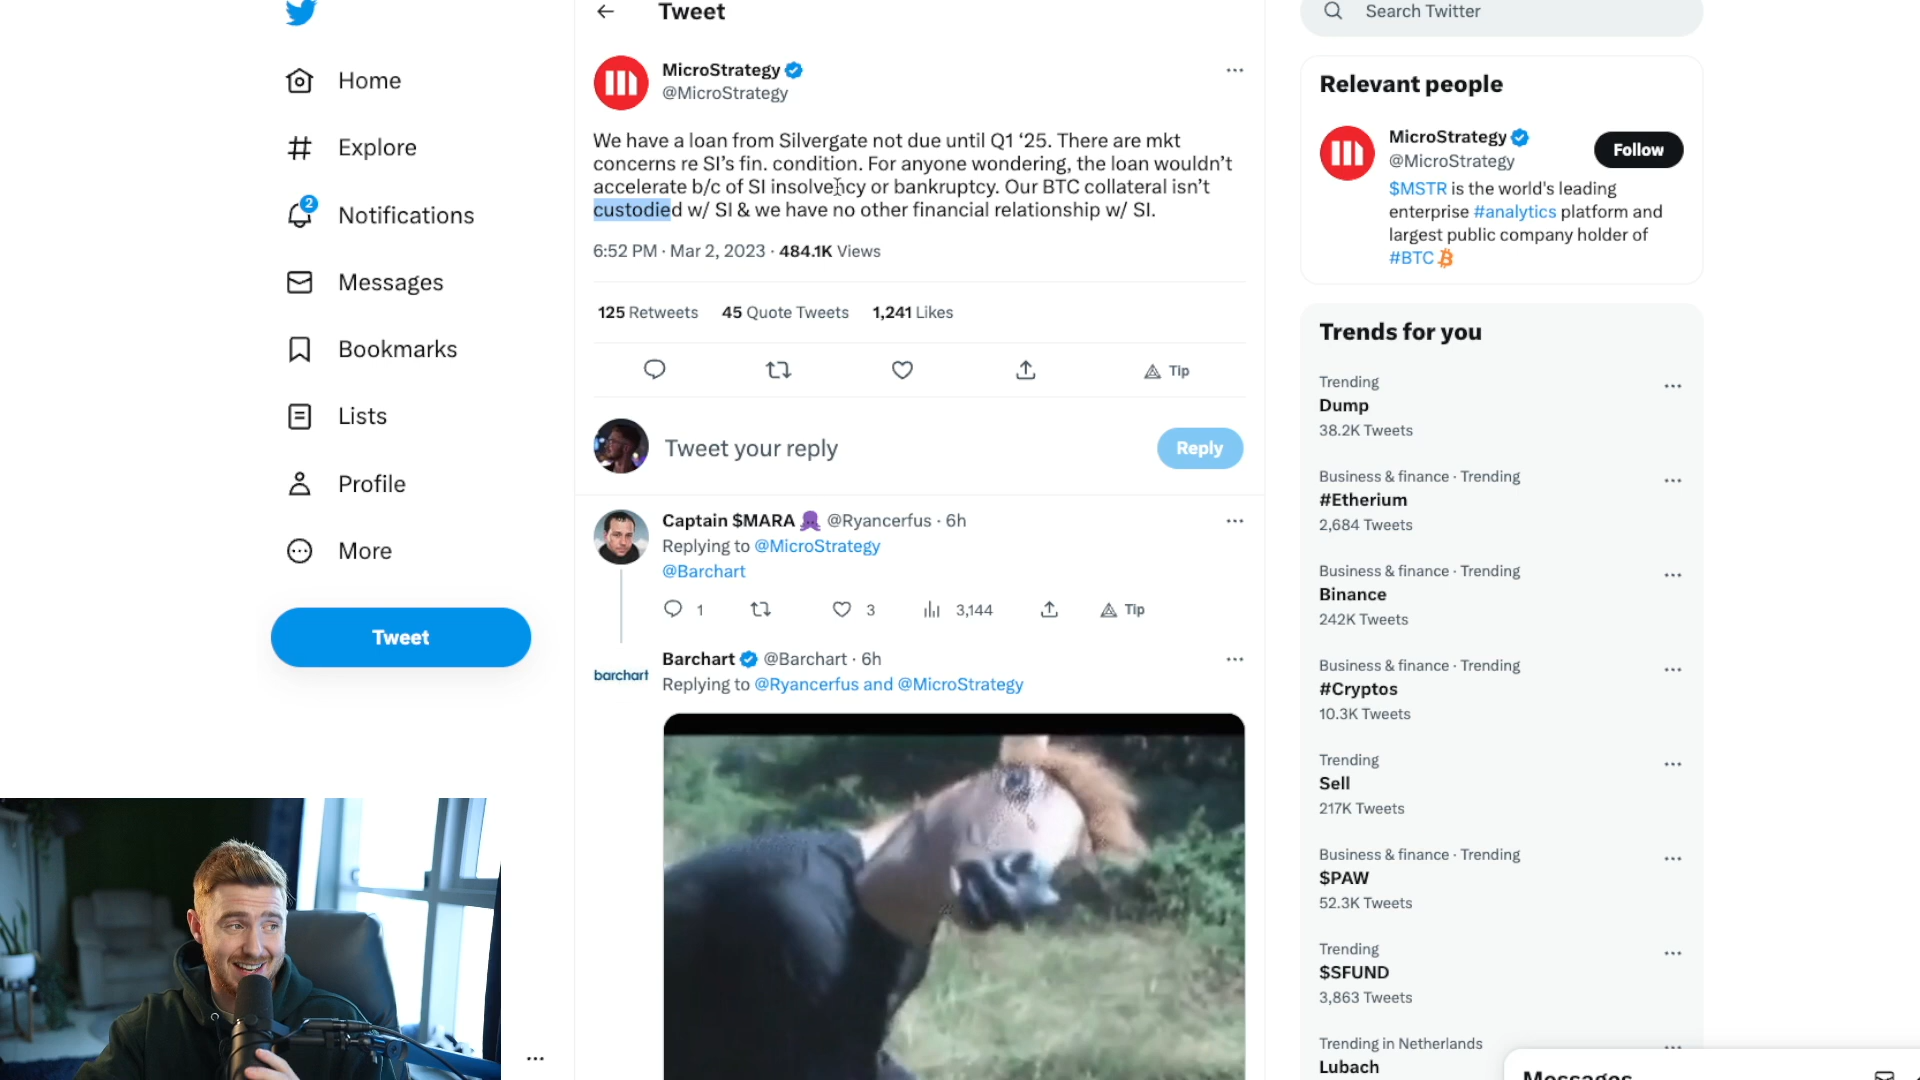 Home
Explore
2
Notifications
Messages
Bookmarks
Lists
Profile
More
Tweet
Tweet
MicroStrategy
@MicroStrategy
We have a loan from Silvergate not due until Q1 ‘25. There are mkt
concerns re SI’s fin. condition. For anyone wondering, the loan wouldn’t
accelerate b/c of SI insolvency or bankruptcy. Our BTC collateral isn’t
custodied w/ SI & we have no other financial relationship w/ SI.
6:52 PM · Mar 2, 2023 · 484.1K Views
125 Retweets 45 Quote Tweets 1,241 Likes
Tip
Tweet your reply
Reply
Captain $MARA @Ryancerfus · 6h
Replying to @MicroStrategy
@Barchart
1 3 3,144 Tip
barchart
Barchart @Barchart · 6h
Replying to @Ryancerfus and @MicroStrategy
Search Twitter
Relevant people
MicroStrategy
@MicroStrategy
Follow
$MSTR is the world's leading
enterprise #analytics platform and
largest public company holder of
#BTC
Trends for you
Trending
Dump
38.2K Tweets
Business & finance · Trending
#Etherium
2,684 Tweets
Business & finance · Trending
Binance
242K Tweets
Business & finance · Trending
#Cryptos
10.3K Tweets
Trending
Sell
217K Tweets
Business & finance · Trending
$PAW
52.3K Tweets
Trending
$SFUND
3,863 Tweets
Trending in Netherlands
Lubach
Messages